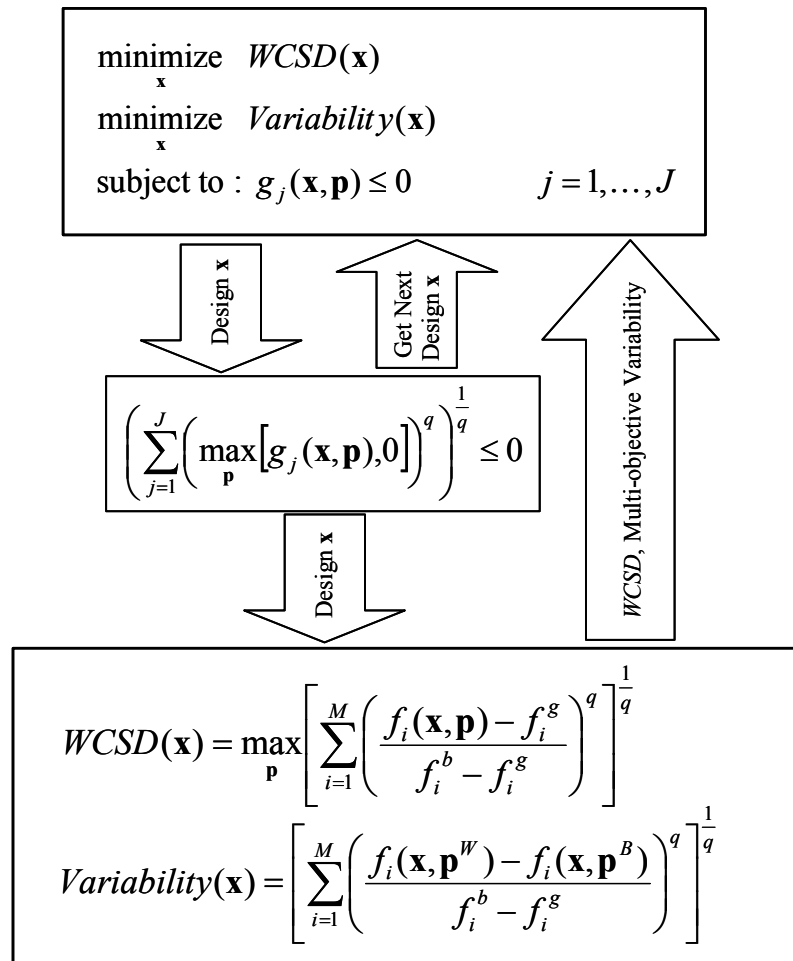 minimize WCSD(x)
x
minimize Variability(x)
x
subject to : g_j(x,p) ≤ 0 j = 1,…,J
Design x
Get Next
Design x
WCSD, Multi-objective Variability
(∑_{j=1}^{J} (max_p [g_j(x,p),0])^q)^{1/q} ≤ 0
Design x
WCSD(x) = max_p [∑_{i=1}^{M} ((f_i(x,p) − f_i^g) / (f_i^b − f_i^g))^q]^{1/q}
Variability(x) = [∑_{i=1}^{M} ((f_i(x,p^W) − f_i(x,p^B)) / (f_i^b − f_i^g))^q]^{1/q}